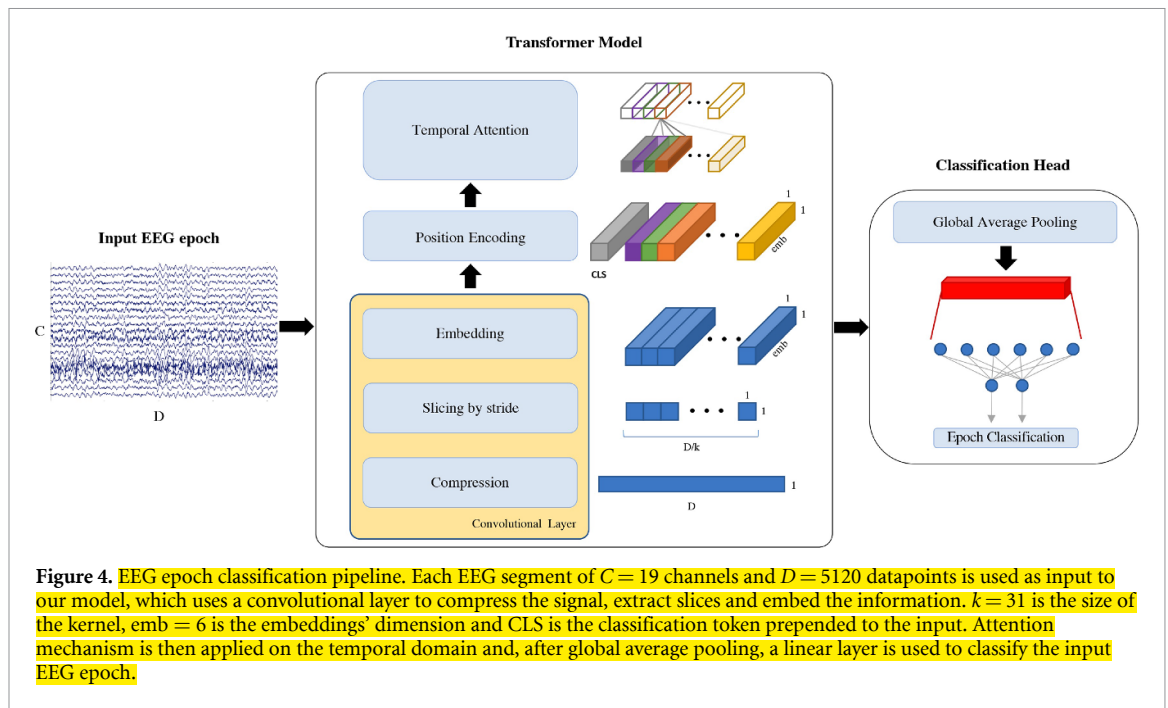 Transformer Model
Temporal Attention
Position Encoding
Embedding
Slicing by stride
Compression
Convolutional Layer
Input EEG epoch
C
D
CLS
1
1
emb
1
1
emb
1
1
D/k
1
D
Classification Head
Global Average Pooling
Epoch Classification
Figure 4. EEG epoch classification pipeline. Each EEG segment of C = 19 channels and D = 5120 datapoints is used as input to
our model, which uses a convolutional layer to compress the signal, extract slices and embed the information. k = 31 is the size of
the kernel, emb = 6 is the embeddings’ dimension and CLS is the classification token prepended to the input. Attention
mechanism is then applied on the temporal domain and, after global average pooling, a linear layer is used to classify the input
EEG epoch.